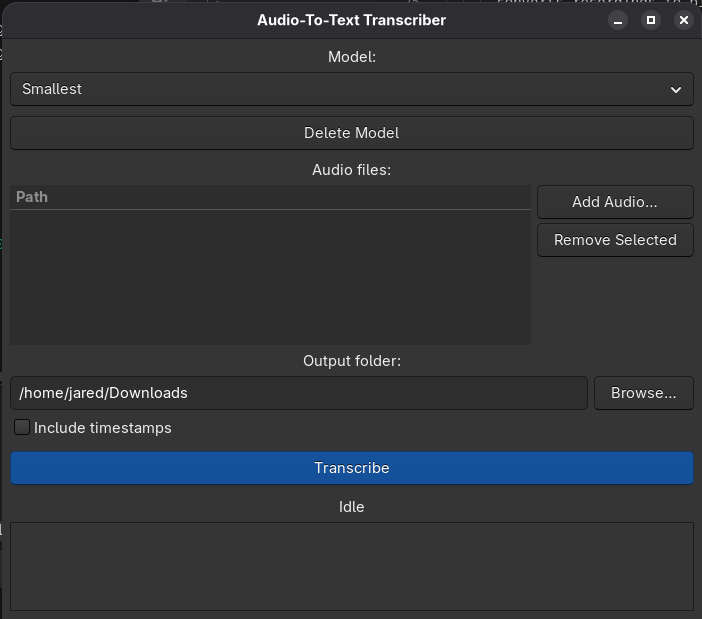 Audio-To-Text Transcriber
Model:
Smallest
Delete Model
Audio files:
Path
Add Audio...
Remove Selected
Output folder:
/home/jared/Downloads
Browse...
Include timestamps
Transcribe
Idle